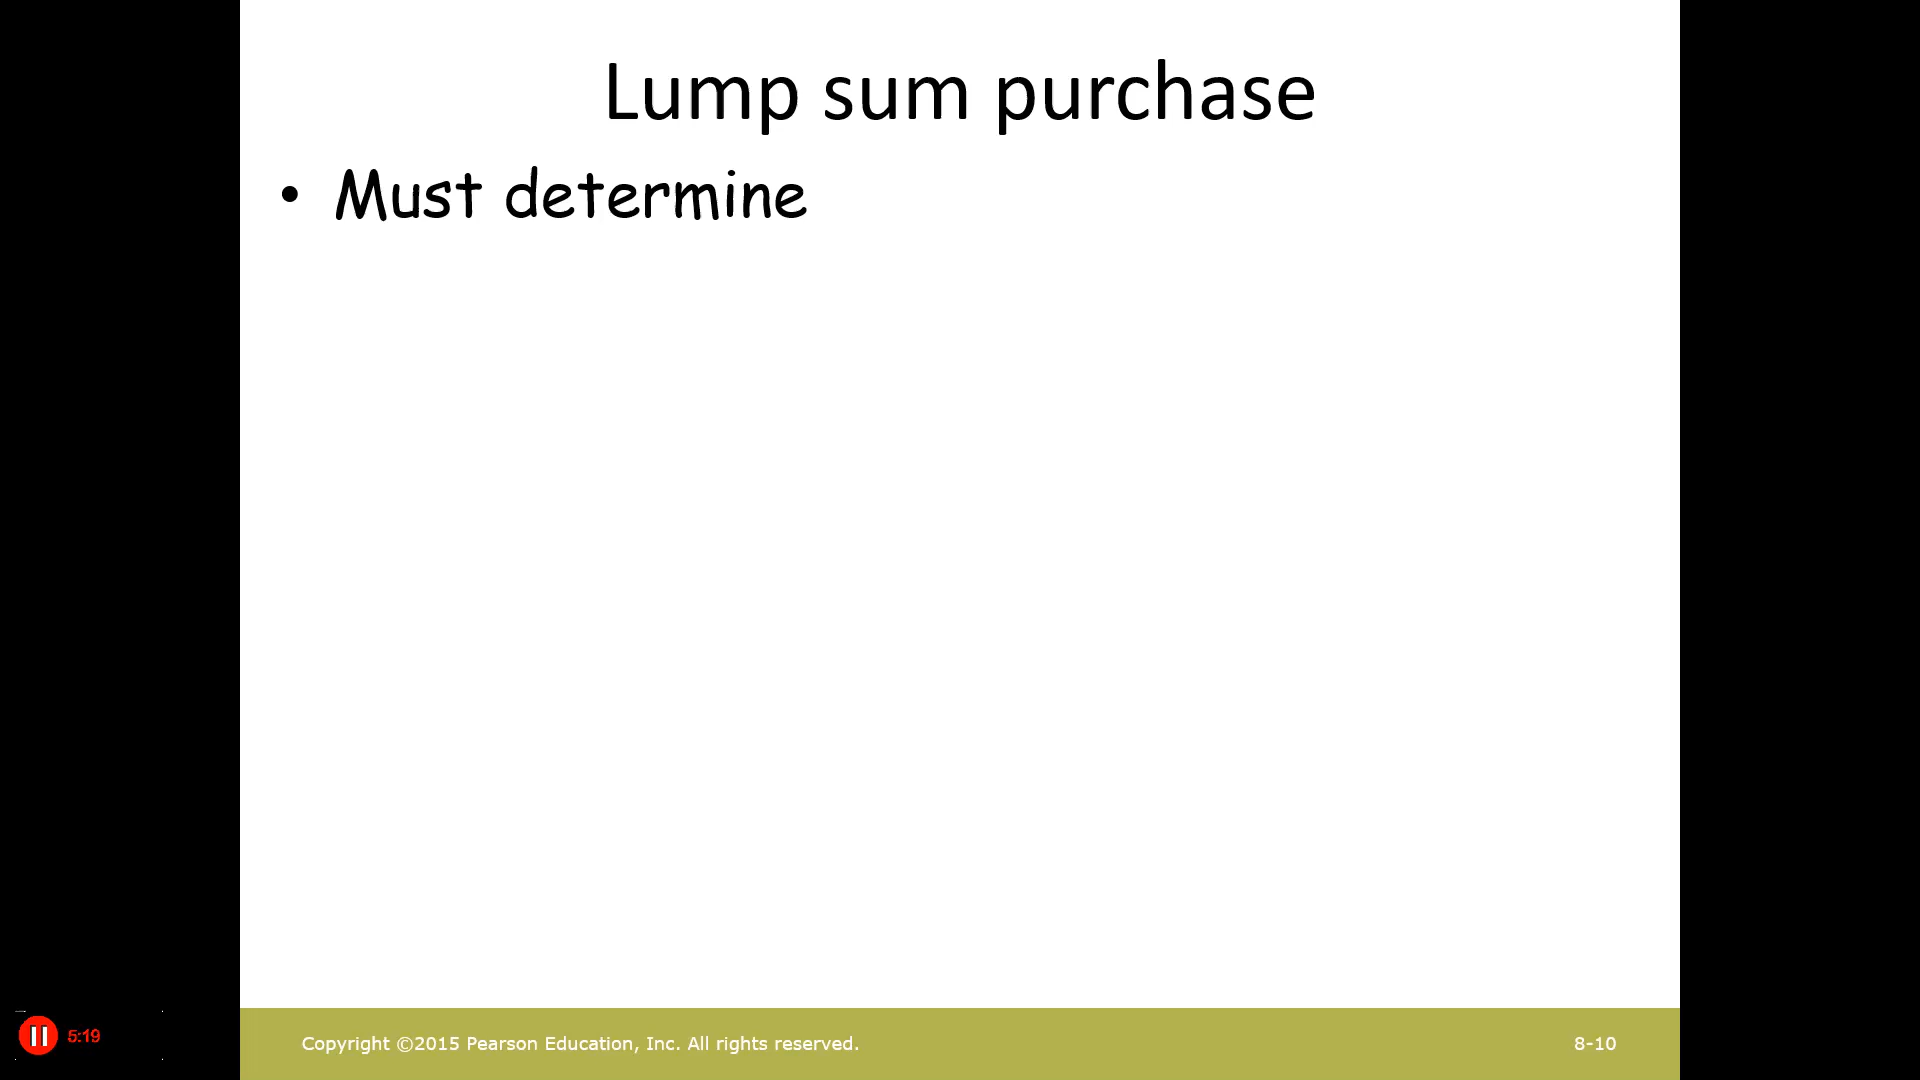 Lump sum purchase
• Must determine
5:19
Copyright ©2015 Pearson Education, Inc. All rights reserved.
8-10